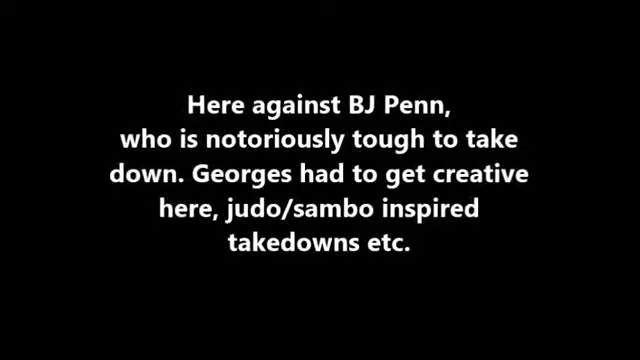 Here against BJ Penn,
who is notoriously tough to take
down. Georges had to get creative
here, judo/sambo inspired
takedowns etc.